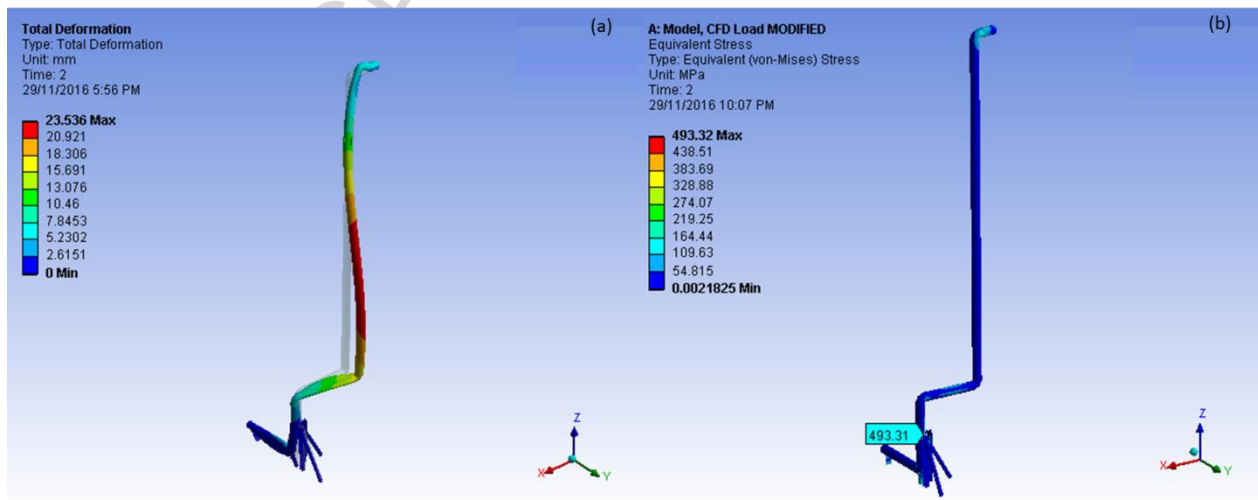 Total Deformation
Type: Total Deformation
Unit: mm
Time: 2
29/11/2016 5:56 PM
23.536 Max
20.921
18.306
15.691
13.076
10.46
7.8453
5.2302
2.6151
0 Min
(a)
Z
X
Y
A: Model, CFD Load MODIFIED
Equivalent Stress
Type: Equivalent (von-Mises) Stress
Unit: MPa
Time: 2
29/11/2016 10:07 PM
493.32 Max
438.51
383.69
328.88
274.07
219.25
164.44
109.63
54.815
0.0021825 Min
(b)
493.31
Z
X
Y